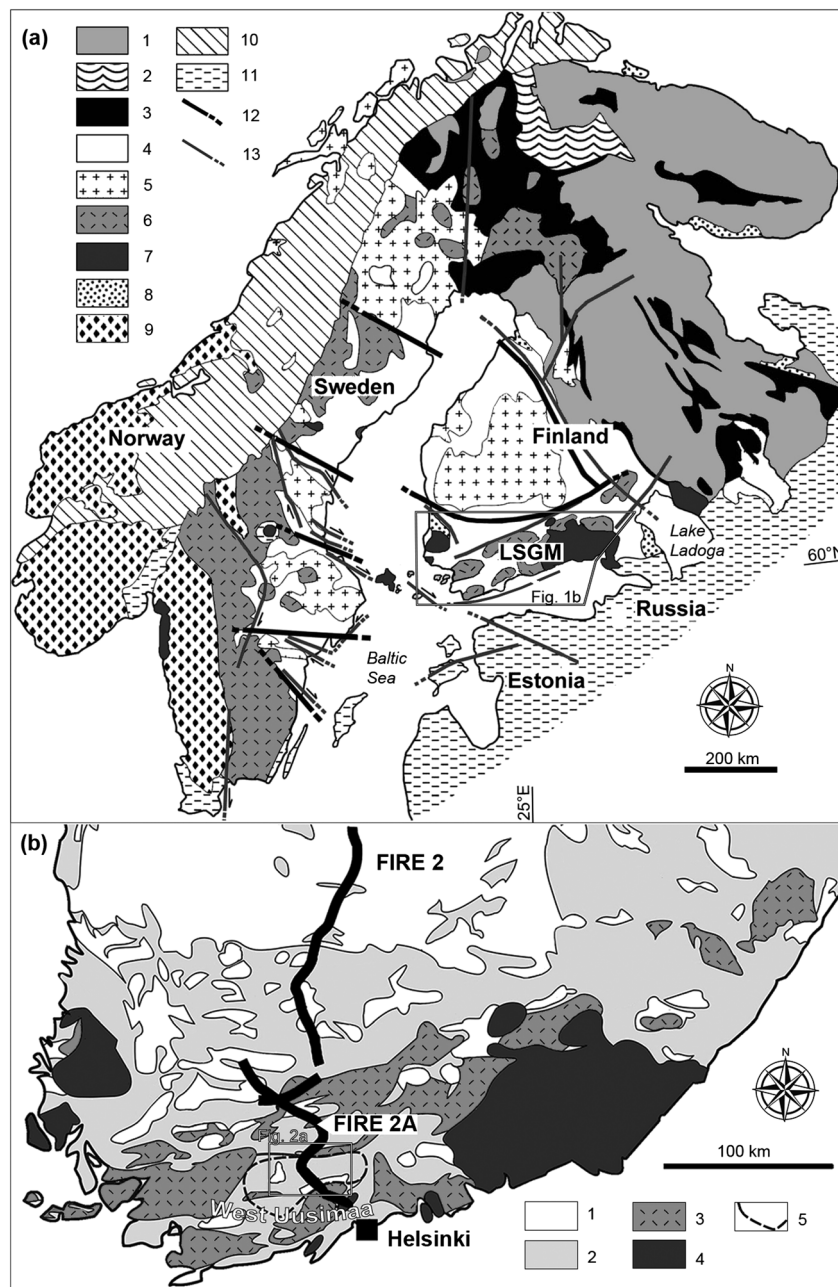 (a)
1
2
3
4
5
6
7
8
9
10
11
12
13
Sweden
Norway
Finland
LSGM
Lake
Ladoga
60°N
Fig. 1b
Russia
Baltic
Sea
Estonia
N
200 km
25°E
(b)
FIRE 2
N
FIRE 2A
Fig. 2a
100 km
West Uusimaa
Helsinki
1
2
3
4
5